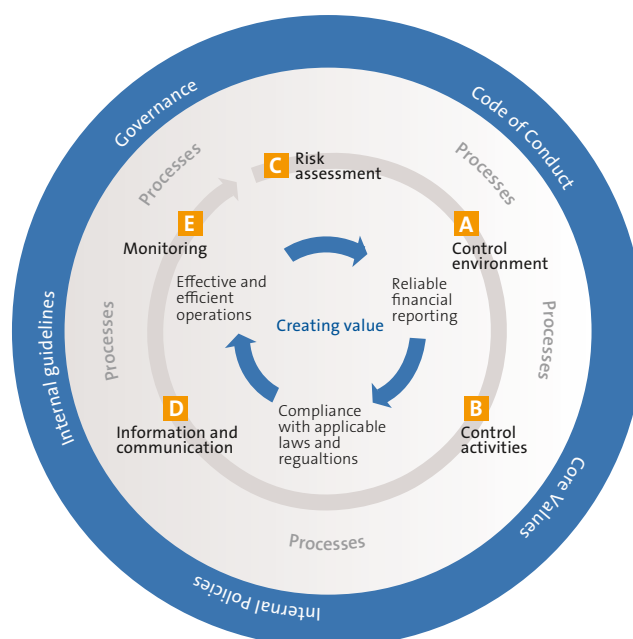 Governance
Code of Conduct
Processes
Processes
C
Risk
assessment
E
Monitoring
A
Control
environment
Effective and
efficient
operations
Reliable
financial
reporting
Creating value
Internal guidelines
Processes
Processes
D
Information and
communication
Compliance
with applicable
laws and
regualtions
B
Control
activities
Core Values
Processes
Internal Policies